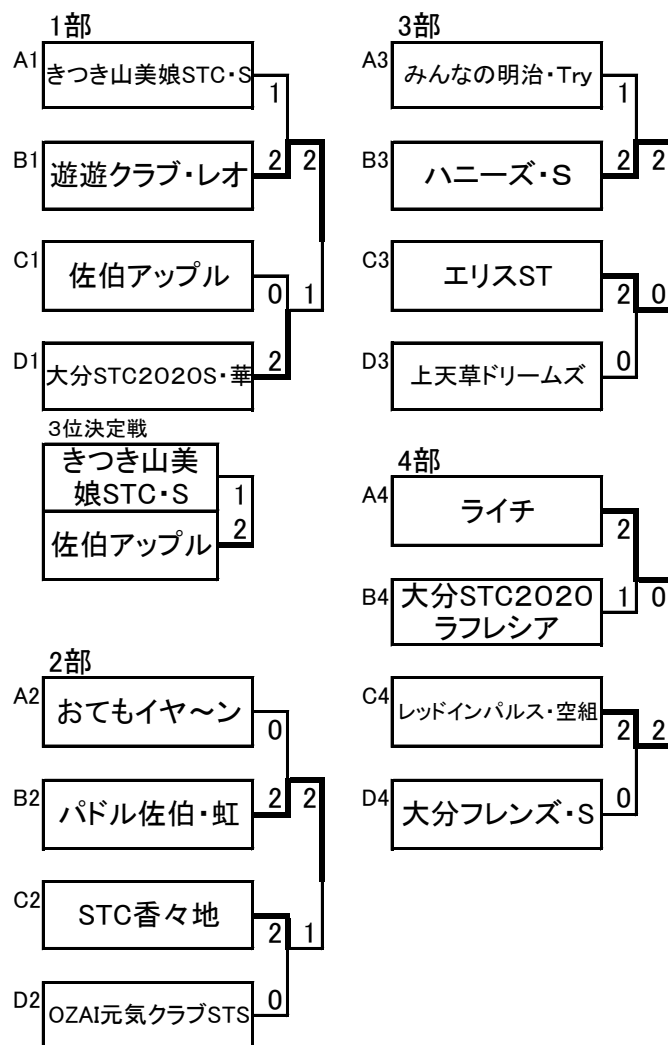 1部
A1
きつき山美娘STC・S
1
B1
遊遊クラブ・レオ
2
2
C1
佐伯アップル
0
1
D1
大分STC2020S・華
2
3位決定戦
きつき山美
娘STC・S
1
佐伯アップル
2
2部
A2
おてもイヤ～ン
0
B2
パドル佐伯・虹
2
2
C2
STC香々地
2
1
D2
OZAI元気クラブSTS
0
3部
A3
みんなの明治・Try
1
B3
ハニーズ・S
2
2
C3
エリスST
2
0
D3
上天草ドリームズ
0
4部
A4
ライチ
2
B4
大分STC2020
ラフレシア
1
0
C4
レッドインパルス・空組
2
2
D4
大分フレンズ・S
0